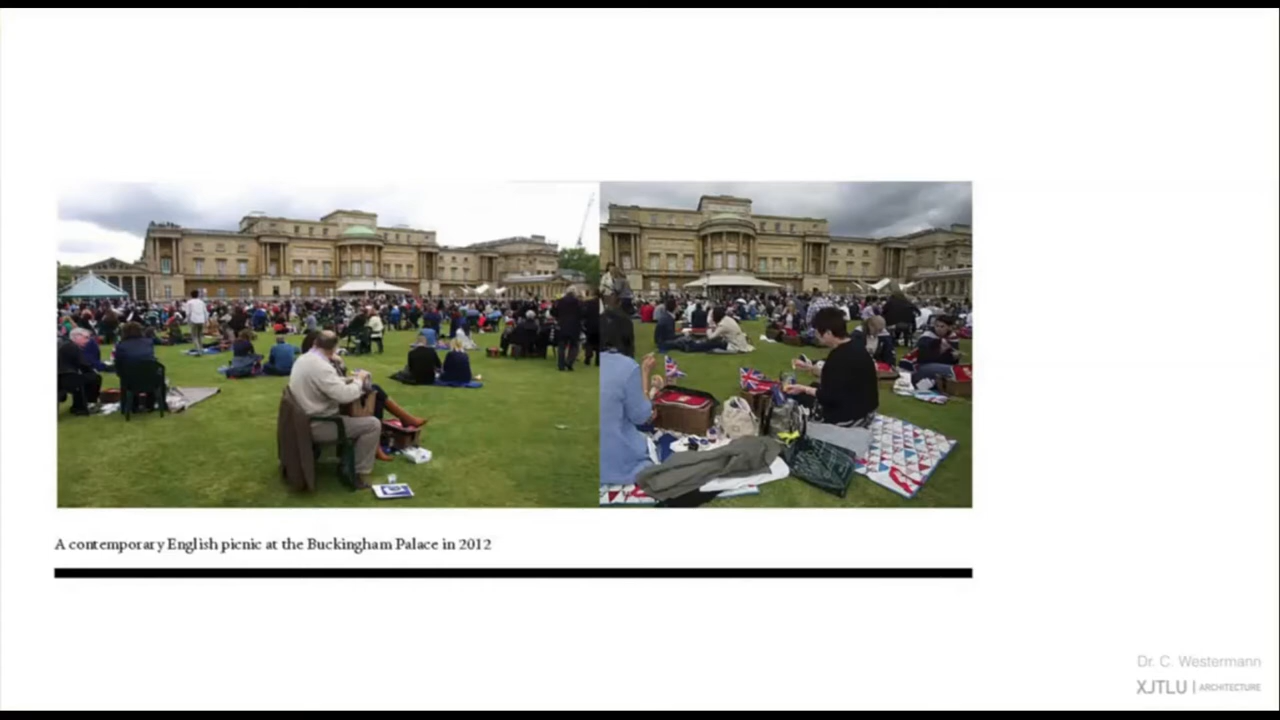 A contemporary English picnic at the Buckingham Palace in 2012
Dr. C. Westermann
XJTLU | ARCHITECTURE